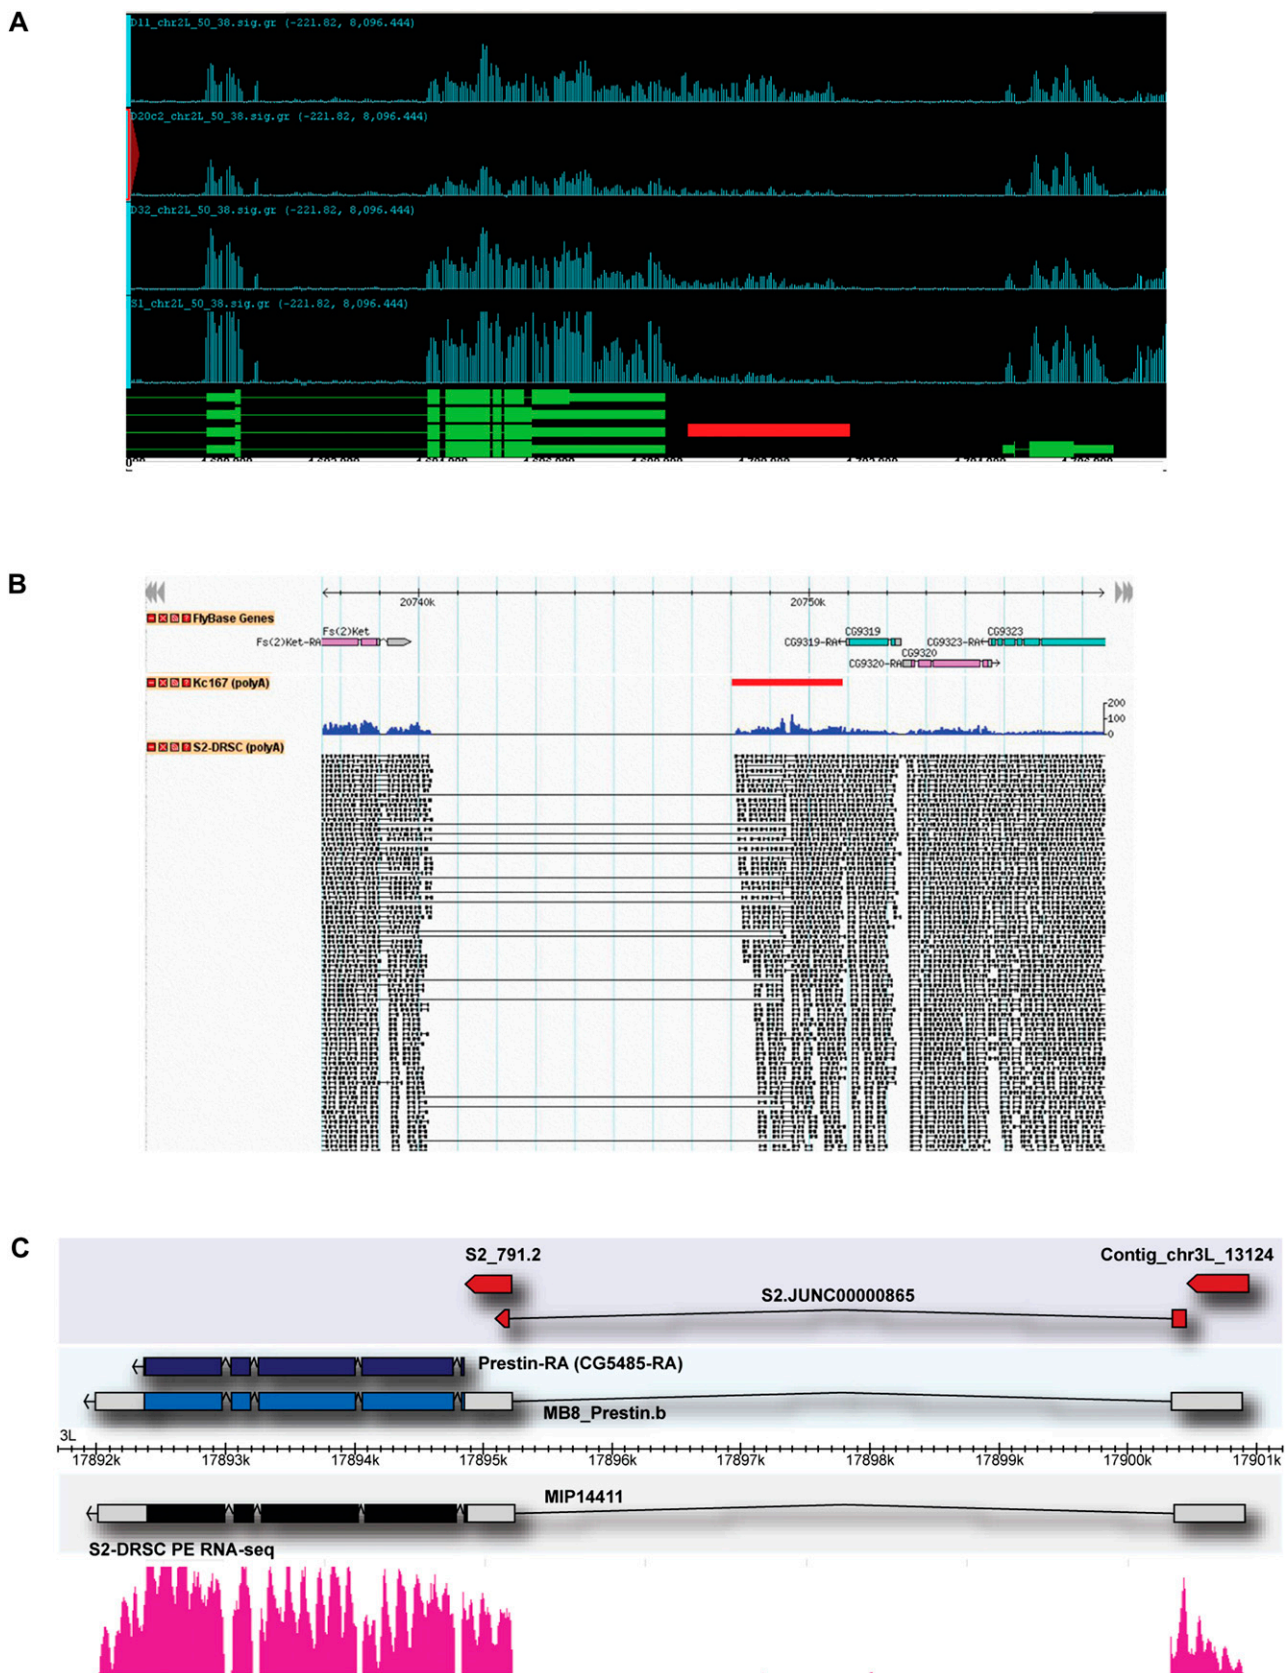 A
D11_chr2L_50_38.sig.gr (-221.82, 8,096.444)
D20c2_chr2L_50_38.sig.gr (-221.82, 8,096.444)
D32_chr2L_50_38.sig.gr (-221.82, 8,096.444)
S1_chr2L_50_38.sig.gr (-221.82, 8,096.444)
B
20740k 20750k
FlyBase Genes
Fs(2)Ket CG9319 CG9323
Fs(2)Ket-RA CG9319-RA CG9323-RA
CG9320
CG9320-RA
Kc167 (polyA)
200
100
0
S2-DRSC (polyA)
C
S2_791.2 Contig_chr3L_13124
S2.JUNC00000865
Prestin-RA (CG5485-RA)
MB8_Prestin.b
3L
17892k 17893k 17894k 17895k 17896k 17897k 17898k 17899k 17900k 17901k
MIP14411
S2-DRSC PE RNA-seq